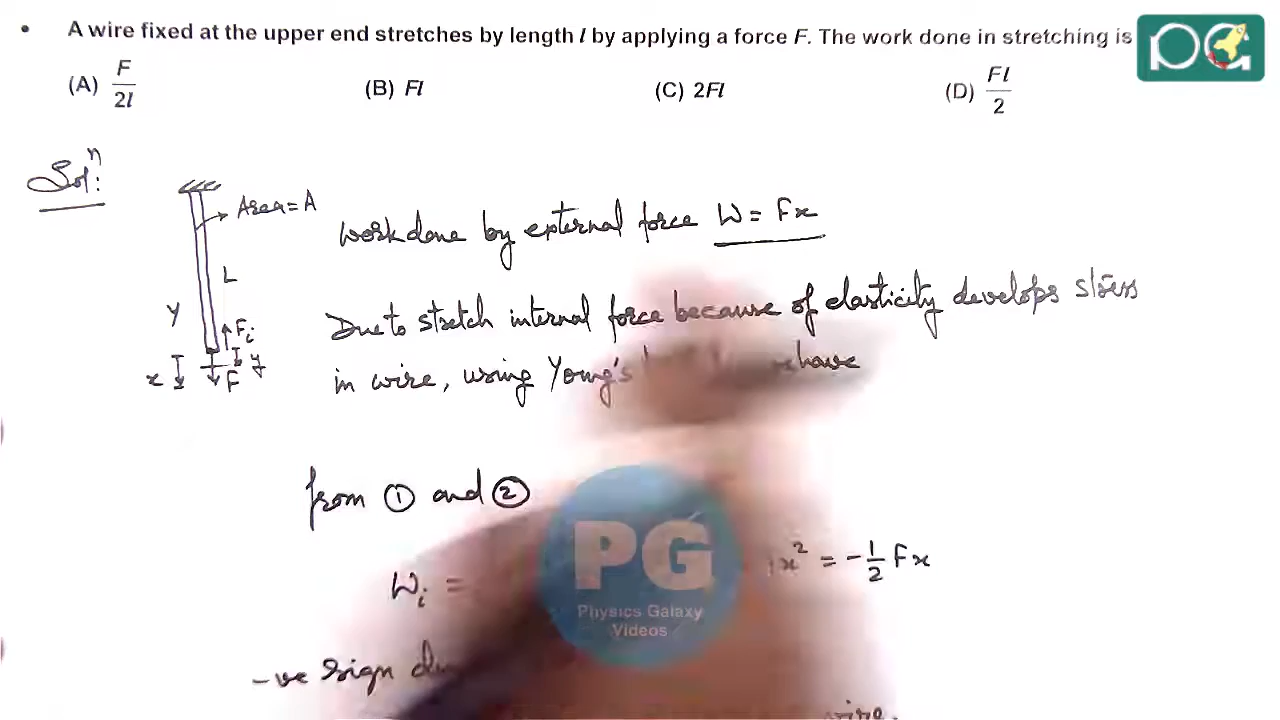 • A wire fixed at the upper end stretches by length l by applying a force F. The work done in stretching is
(A) F/2l (B) Fl (C) 2Fl (D) Fl/2
Solⁿ:
Area = A
L
Y
Fi
y
x
F
Workdone by external force W = Fx
Due to stretch internal force because of elasticity develops stress
in wire, using Young's have
from ① and ②
Wi = x² = -1/2 Fx
-ve sign
wire.
PG
Physics Galaxy
Videos